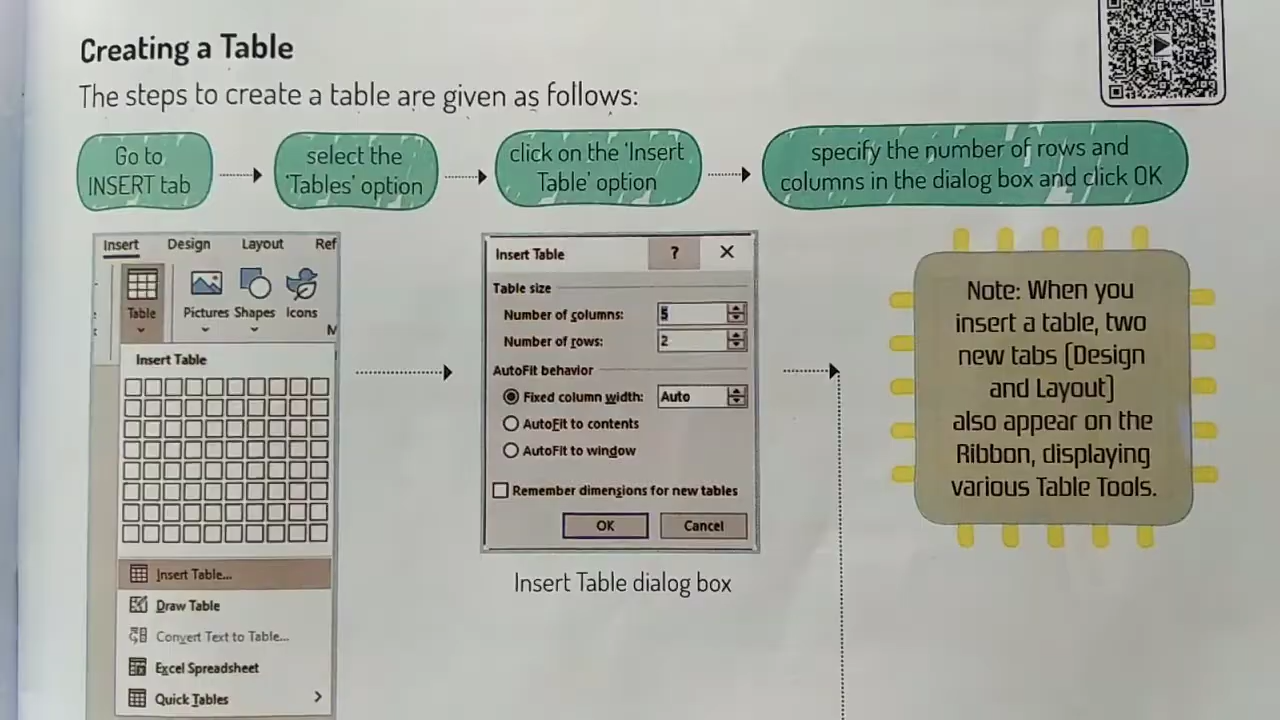 Creating a Table
The steps to create a table are given as follows:
Go to
INSERT tab
select the
'Tables' option
click on the 'Insert
Table' option
specify the number of rows and
columns in the dialog box and click OK
Insert Design Layout Ref
Table
Pictures Shapes Icons
Insert Table
Insert Table...
Draw Table
Convert Text to Table...
Excel Spreadsheet
Quick Tables
Insert Table ? X
Table size
Number of columns: 5
Number of rows: 2
AutoFit behavior
Fixed column width: Auto
AutoFit to contents
AutoFit to window
Remember dimensions for new tables
OK Cancel
Insert Table dialog box
Note: When you
insert a table, two
new tabs (Design
and Layout)
also appear on the
Ribbon, displaying
various Table Tools.